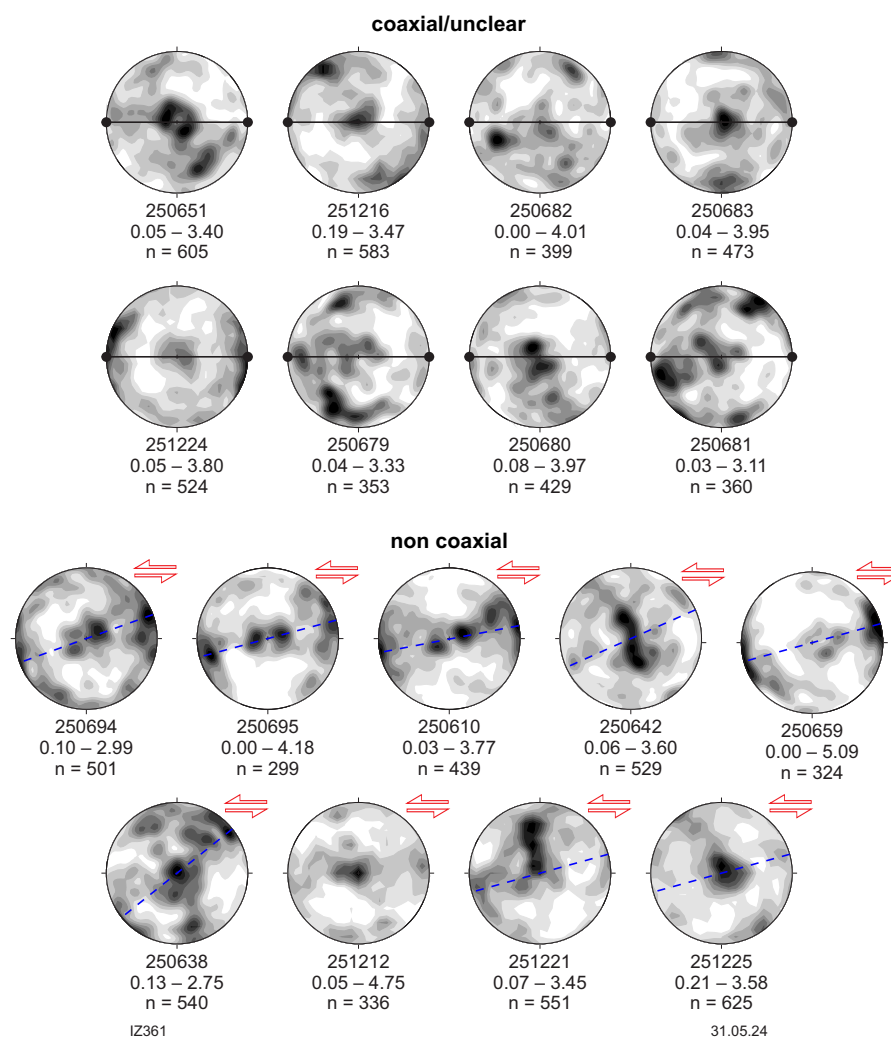 coaxial/unclear
250651
0.05 – 3.40
n = 605
251216
0.19 – 3.47
n = 583
250682
0.00 – 4.01
n = 399
250683
0.04 – 3.95
n = 473
251224
0.05 – 3.80
n = 524
250679
0.04 – 3.33
n = 353
250680
0.08 – 3.97
n = 429
250681
0.03 – 3.11
n = 360
non coaxial
250694
0.10 – 2.99
n = 501
250695
0.00 – 4.18
n = 299
250610
0.03 – 3.77
n = 439
250642
0.06 – 3.60
n = 529
250659
0.00 – 5.09
n = 324
250638
0.13 – 2.75
n = 540
251212
0.05 – 4.75
n = 336
251221
0.07 – 3.45
n = 551
251225
0.21 – 3.58
n = 625
IZ361
31.05.24